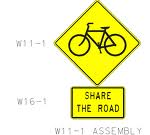 W11-1
W16-1
SHARE
THE ROAD
W11-1 ASSEMBLY